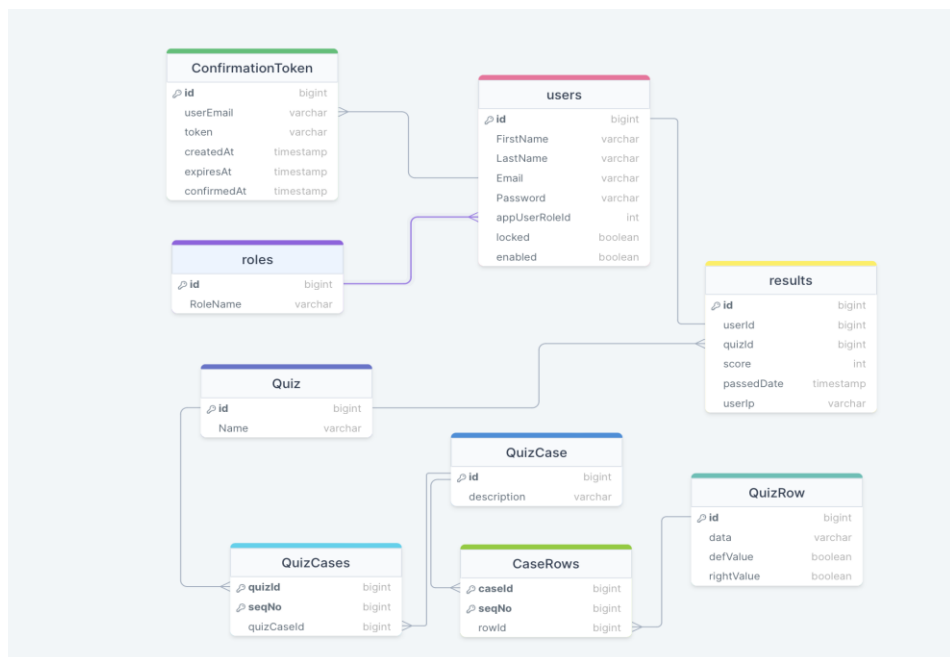 ConfirmationToken
id bigint
userEmail varchar
token varchar
createdAt timestamp
expiresAt timestamp
confirmedAt timestamp
users
id bigint
FirstName varchar
LastName varchar
Email varchar
Password varchar
appUserRoleId int
locked boolean
enabled boolean
roles
id bigint
RoleName varchar
results
id bigint
userId bigint
quizId bigint
score int
passedDate timestamp
userIp varchar
Quiz
id bigint
Name varchar
QuizCase
id bigint
description varchar
QuizRow
id bigint
data varchar
defValue boolean
rightValue boolean
QuizCases
quizId bigint
seqNo bigint
quizCaseId bigint
CaseRows
caseId bigint
seqNo bigint
rowId bigint